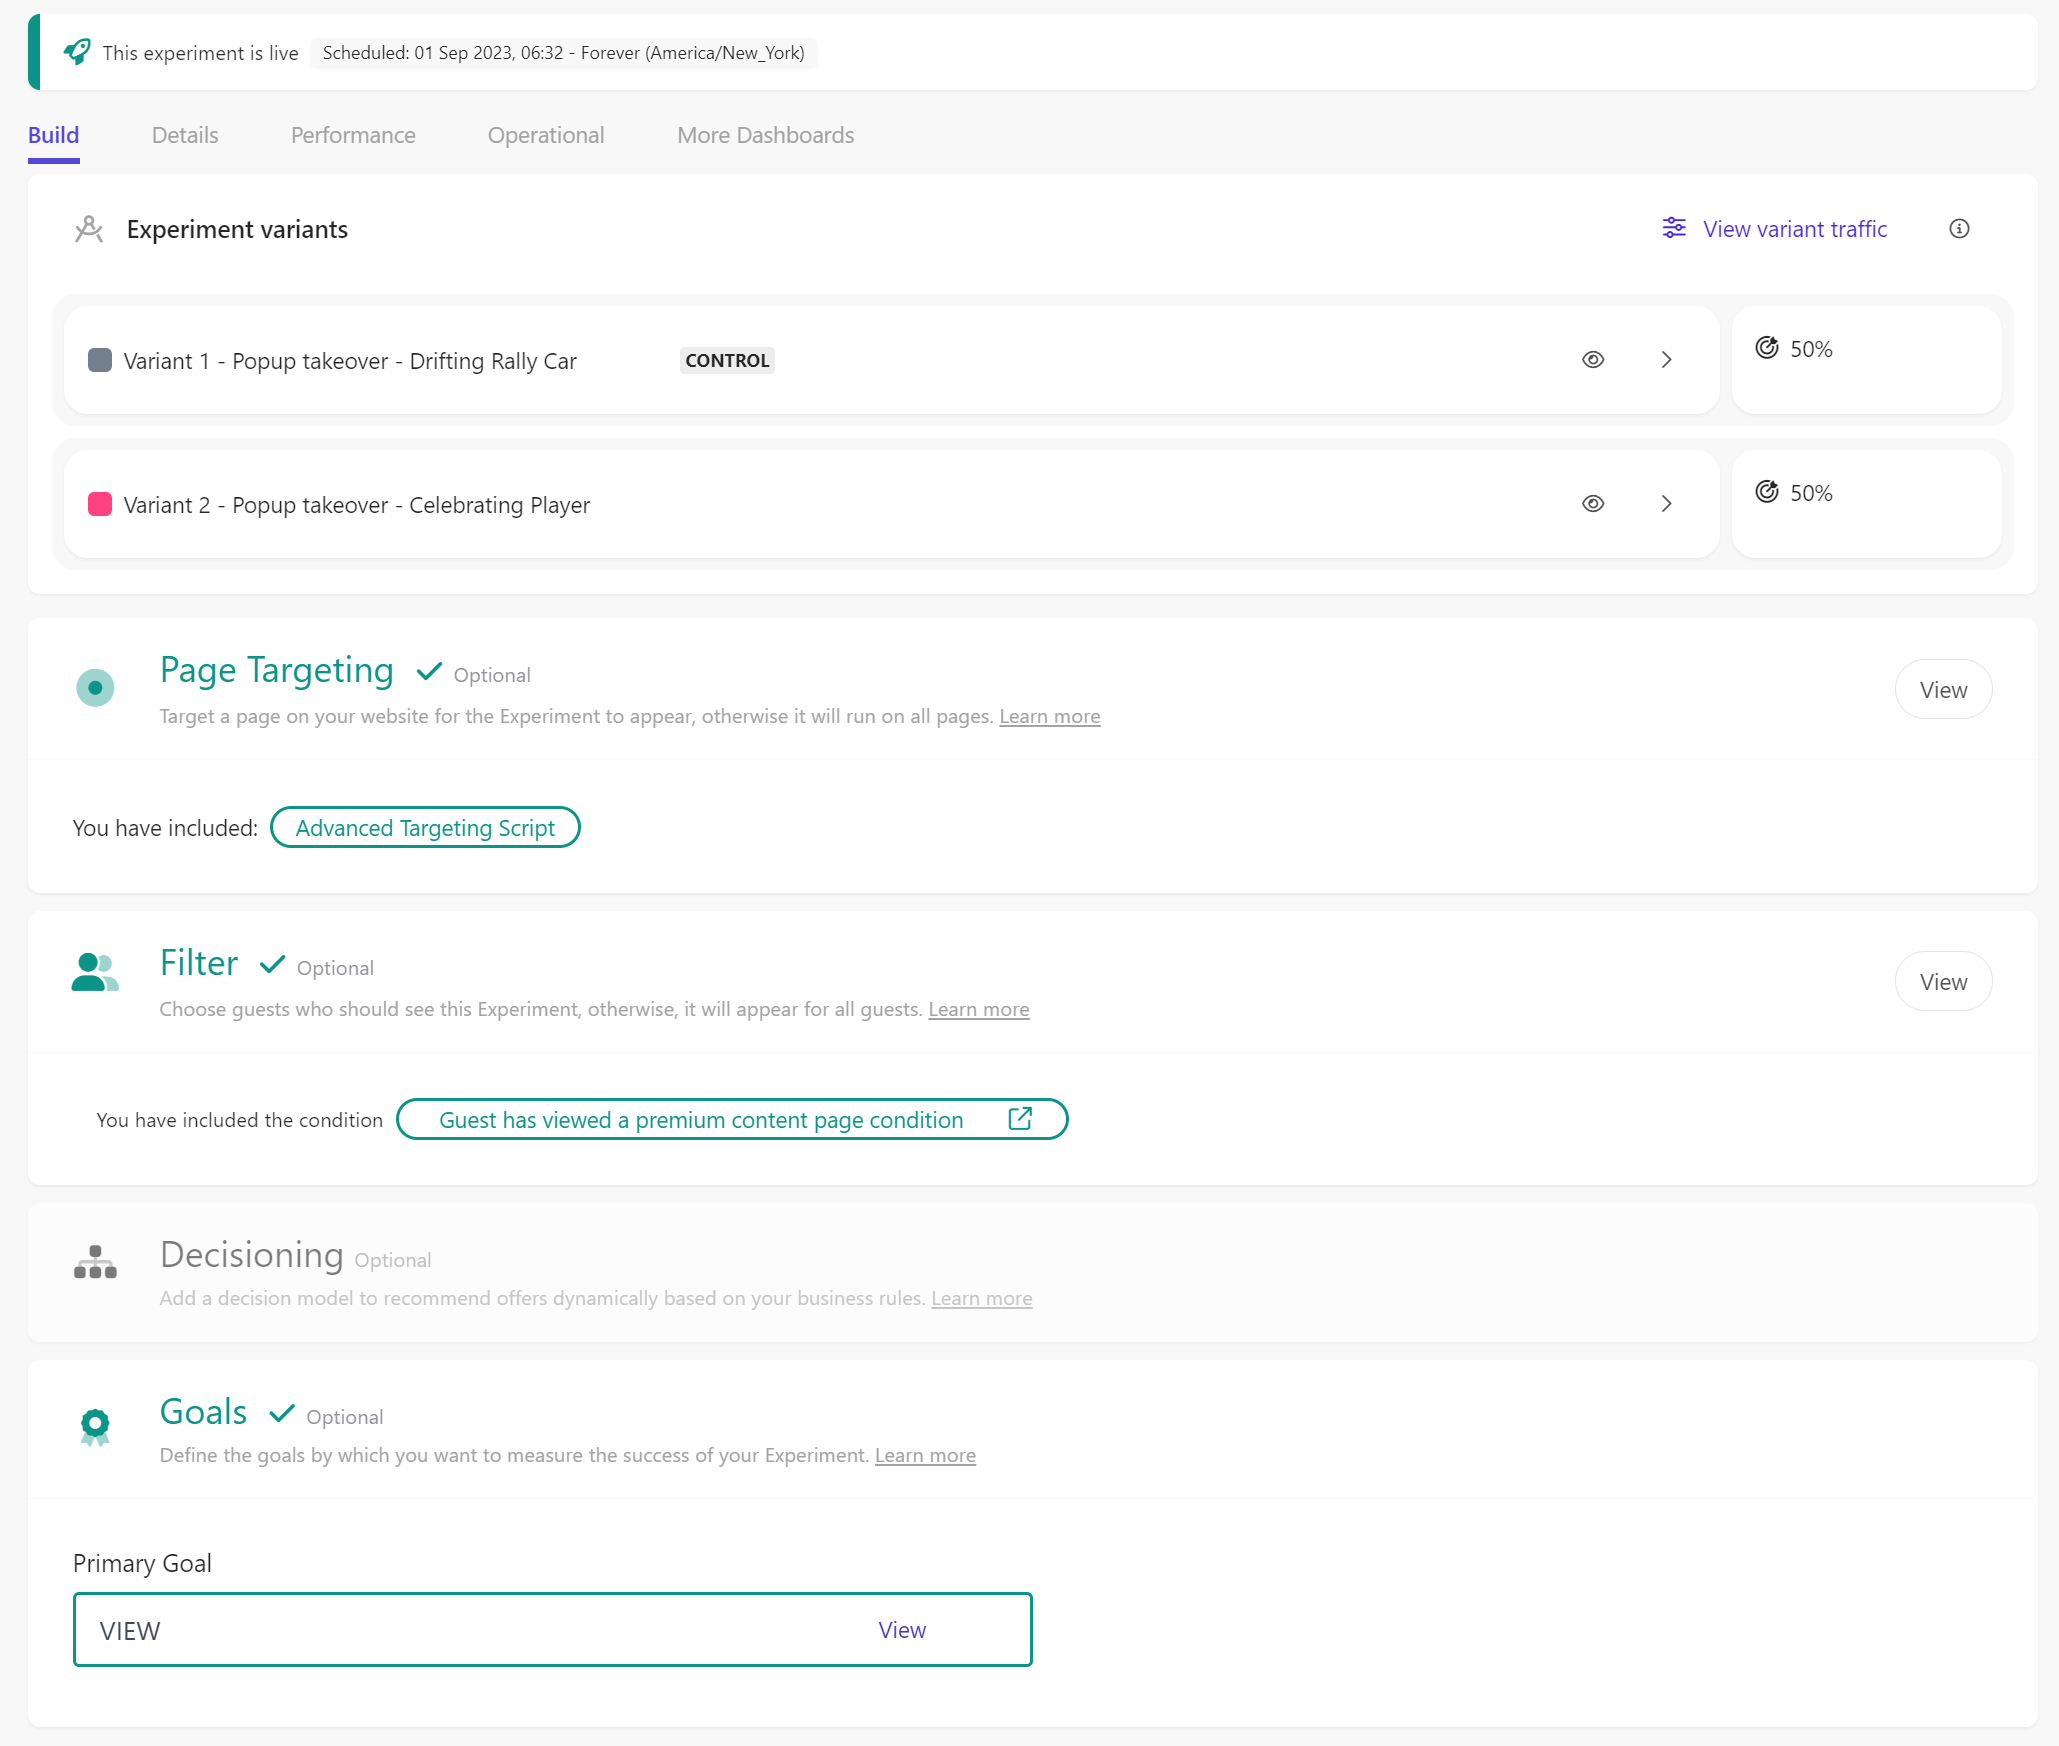 This experiment is live Scheduled: 01 Sep 2023, 06:32 - Forever (America/New_York)
Build Details Performance Operational More Dashboards
Experiment variants View variant traffic
Variant 1 - Popup takeover - Drifting Rally Car CONTROL 50%
Variant 2 - Popup takeover - Celebrating Player 50%
Page Targeting Optional
View
Target a page on your website for the Experiment to appear, otherwise it will run on all pages. Learn more
You have included: Advanced Targeting Script
Filter Optional
View
Choose guests who should see this Experiment, otherwise, it will appear for all guests. Learn more
You have included the condition Guest has viewed a premium content page condition
Decisioning Optional
Add a decision model to recommend offers dynamically based on your business rules. Learn more
Goals Optional
Define the goals by which you want to measure the success of your Experiment. Learn more
Primary Goal
VIEW View